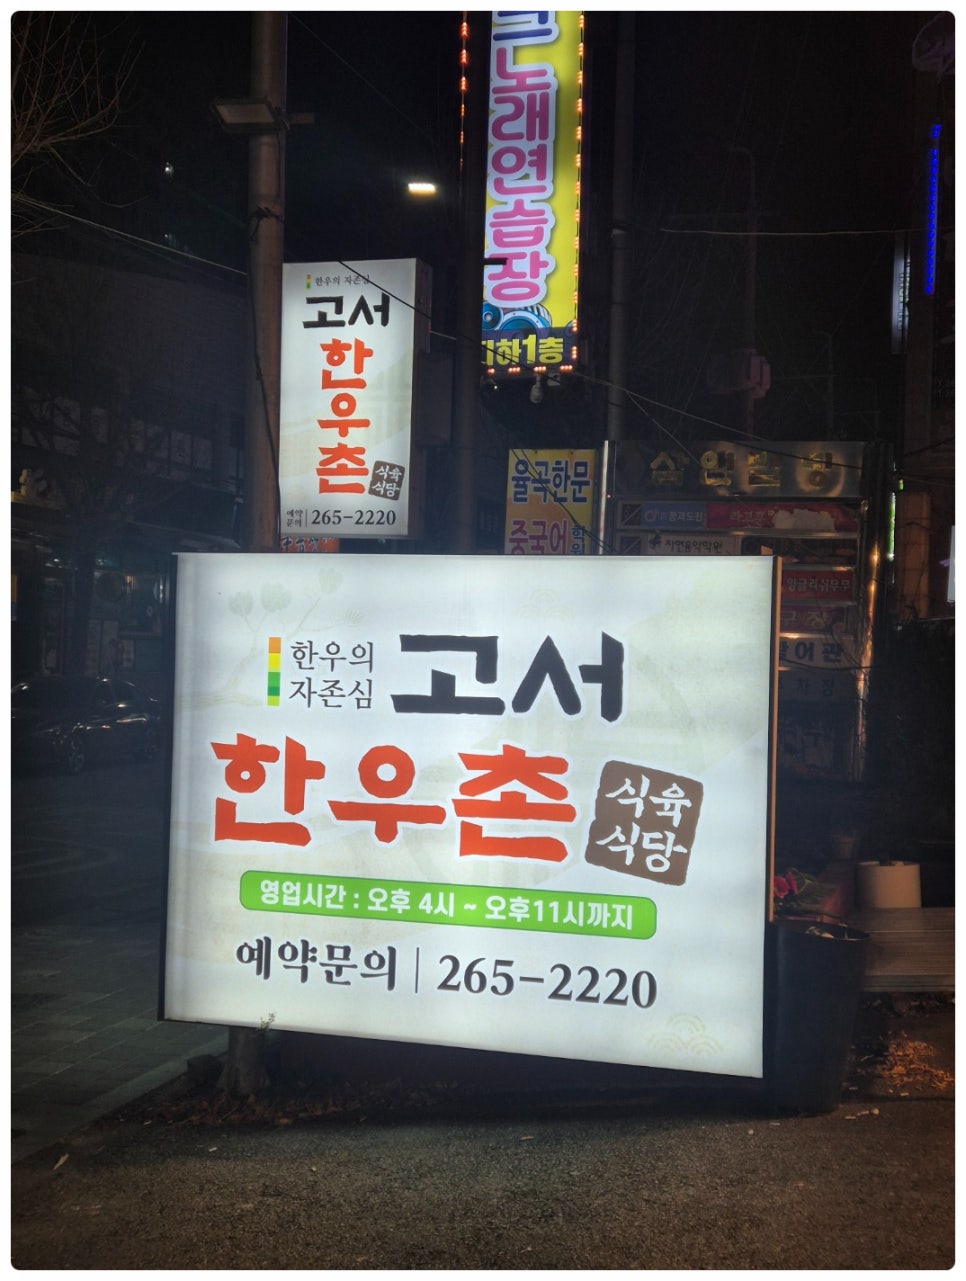 노래연습장
지하1층
한우의 자존심
고서
한우촌
식육
식당
예약
문의
265-2220
율곡한문
중국어
한우의
자존심
고서
한우촌
식육
식당
영업시간 : 오후 4시 ~ 오후11시까지
예약문의
265-2220